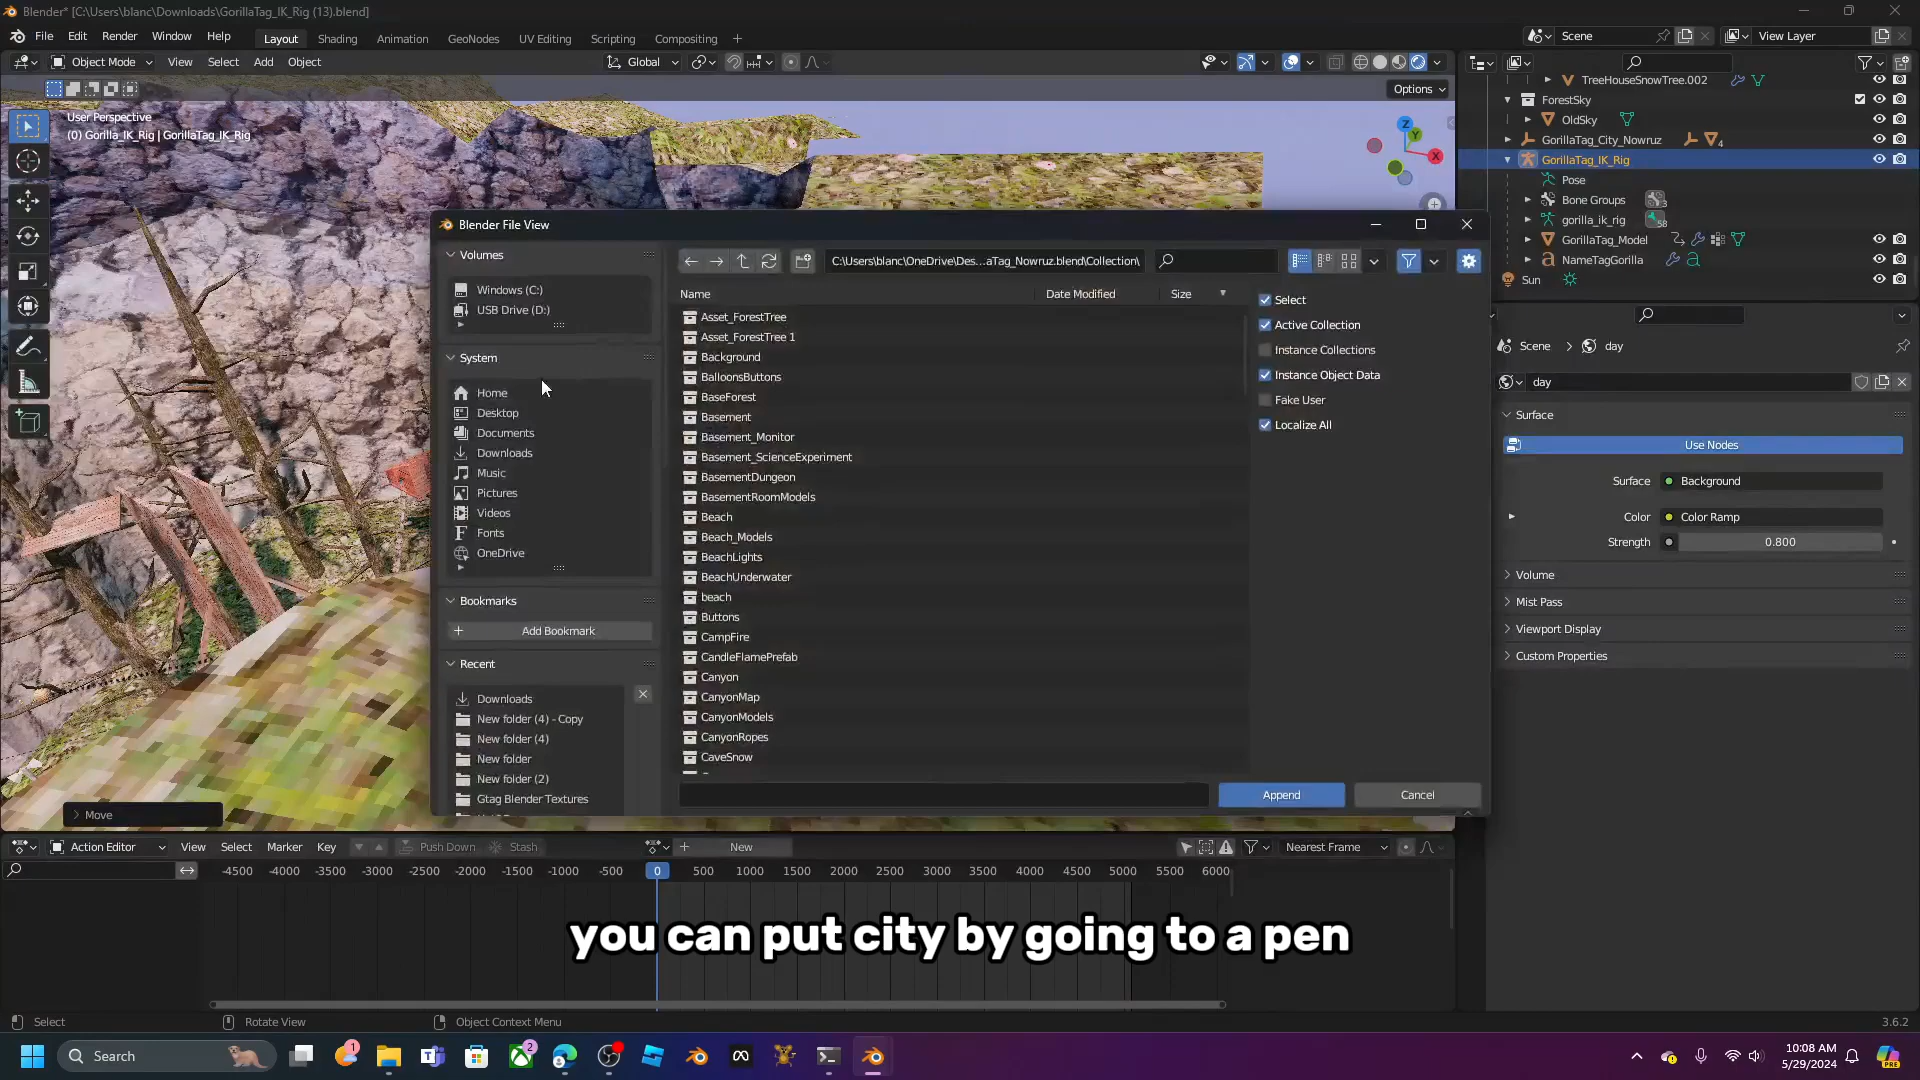 Blender* [C:\Users\blanc\Downloads\GorillaTag_IK_Rig (13).blend]
File Edit Render Window Help Layout Shading Animation GeoNodes UV Editing Scripting Compositing + Scene View Layer
Object Mode View Select Add Object Global
Options
User Perspective
(0) Gorilla_IK_Rig | GorillaTag_IK_Rig
Z
Y
X
TreeHouseSnowTree.002
ForestSky
OldSky
GorillaTag_City_Nowruz 4
GorillaTag_IK_Rig
Pose
Bone Groups 3
gorilla_ik_rig 58
GorillaTag_Model
NameTagGorilla
Sun
Blender File View
Volumes
Windows (C:)
USB Drive (D:)
System
Home
Desktop
Documents
Downloads
Music
Pictures
Videos
Fonts
OneDrive
Bookmarks
Add Bookmark
Recent
Downloads
New folder (4) - Copy
New folder (4)
New folder
New folder (2)
Gtag Blender Textures
C:\Users\blanc\OneDrive\Des...aTag_Nowruz.blend\Collection\
Name Date Modified Size
Asset_ForestTree
Asset_ForestTree 1
Background
BalloonsButtons
BaseForest
Basement
Basement_Monitor
Basement_ScienceExperiment
BasementDungeon
BasementRoomModels
Beach
Beach_Models
BeachLights
BeachUnderwater
beach
Buttons
CampFire
CandleFlamePrefab
Canyon
CanyonMap
CanyonModels
CanyonRopes
CaveSnow
Select
Active Collection
Instance Collections
Instance Object Data
Fake User
Localize All
Append Cancel
Scene > day
day
Surface
Use Nodes
Surface Background
Color Color Ramp
Strength 0.800
Volume
Mist Pass
Viewport Display
Custom Properties
> Move
Action Editor View Select Marker Key Push Down Stash + New Nearest Frame
-4500 -4000 -3500 -3000 -2500 -2000 -1500 -1000 -500 0 500 1000 1500 2000 2500 3000 3500 4000 4500 5000 5500 6000
you can put city by going to a pen
Select Rotate View Object Context Menu 3.6.2
Search
1
2
10:08 AM
5/29/2024
PRE